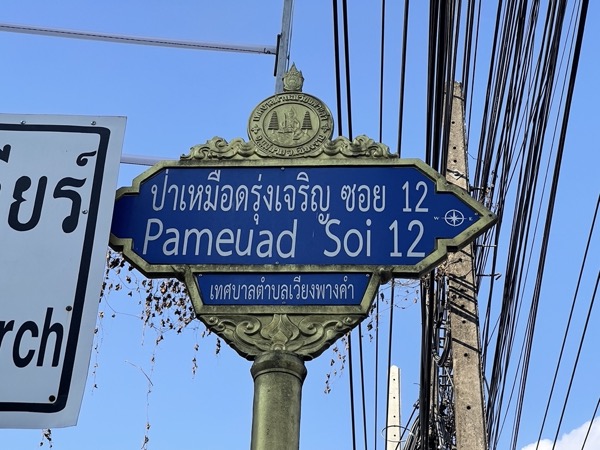 ปาเหมือดรุ่งเจริญ ซอย 12
Pameuad Soi 12
W E
เทศบาลตำบลเวียงพางคำ
ียร์
rch